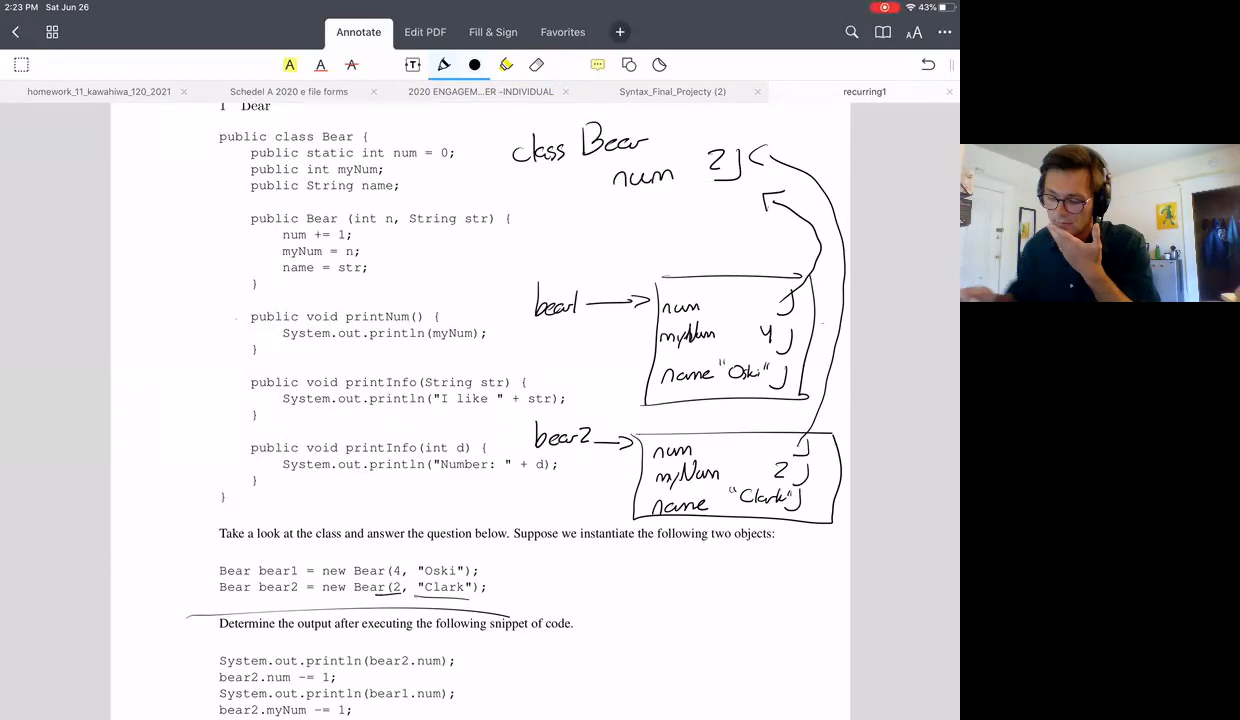 2:23 PM Sat Jun 26 43%
Annotate Edit PDF Fill & Sign Favorites
homework_11_kawahiwa_120_2021 Schedel A 2020 e file forms 2020 ENGAGEM...ER -INDIVIDUAL Syntax_Final_Projecty (2) recurring1
public class Bear {
public static int num = 0;
public int myNum;
public String name;
public Bear (int n, String str) {
num += 1;
myNum = n;
name = str;
}
public void printNum() {
System.out.println(myNum);
}
public void printInfo(String str) {
System.out.println("I like " + str);
}
public void printInfo(int d) {
System.out.println("Number: " + d);
}
}
class Bear
num 2
bear1
num
myNum 4
name "Oski"
bear2
num
myNum 2
name "Clark"
Take a look at the class and answer the question below. Suppose we instantiate the following two objects:
Bear bear1 = new Bear(4, "Oski");
Bear bear2 = new Bear(2, "Clark");
Determine the output after executing the following snippet of code.
System.out.println(bear2.num);
bear2.num -= 1;
System.out.println(bear1.num);
bear2.myNum -= 1;